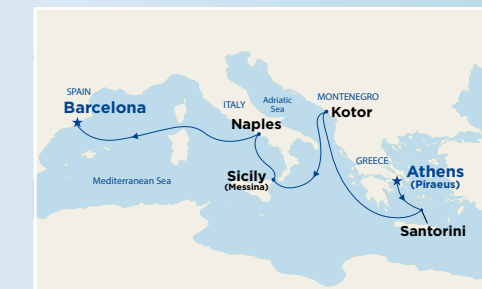 SPAIN
Barcelona
ITALY
Adriatic
Sea
MONTENEGRO
Kotor
Naples
GREECE
Athens
(Piraeus)
Sicily
(Messina)
Mediterranean Sea
Santorini